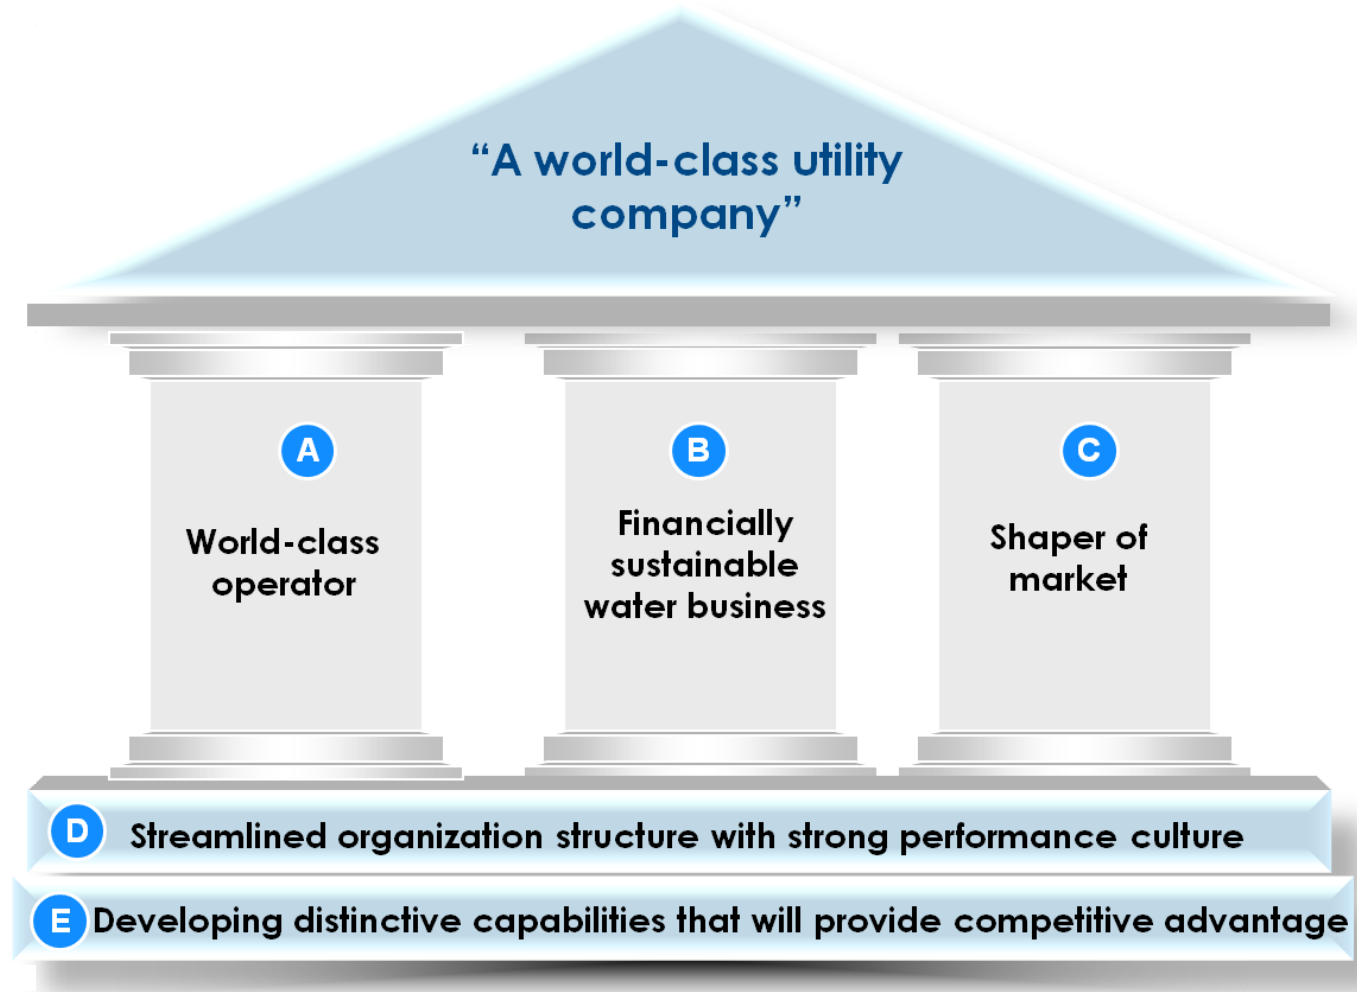 “A world-class utility
company”
A
World-class
operator
B
Financially
sustainable
water business
C
Shaper of
market
D
Streamlined organization structure with strong performance culture
E
Developing distinctive capabilities that will provide competitive advantage